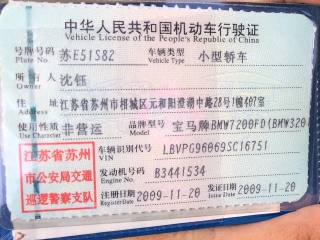 中华人民共和国机动车行驶证
Vehicle License of the People's Republic of China
号牌号码 苏E51S82 车辆类型 小型轿车
Plate No. Vehicle Type
所有人 沈钰
Owner
住址 江苏省苏州市相城区元和阳澄湖中路28号1幢407室
Address
使用性质 非营运 品牌型号 宝马牌BMW7200FD(BMW320
Use Character Model
江苏省苏州
市公安局交通
巡逻警察支队
车辆识别代号 LBVPG96069SC16751
VIN
发动机号码 B3441534
Engine No.
注册日期 2009-11-20 发证日期 2009-11-20
Register Date Issue Date